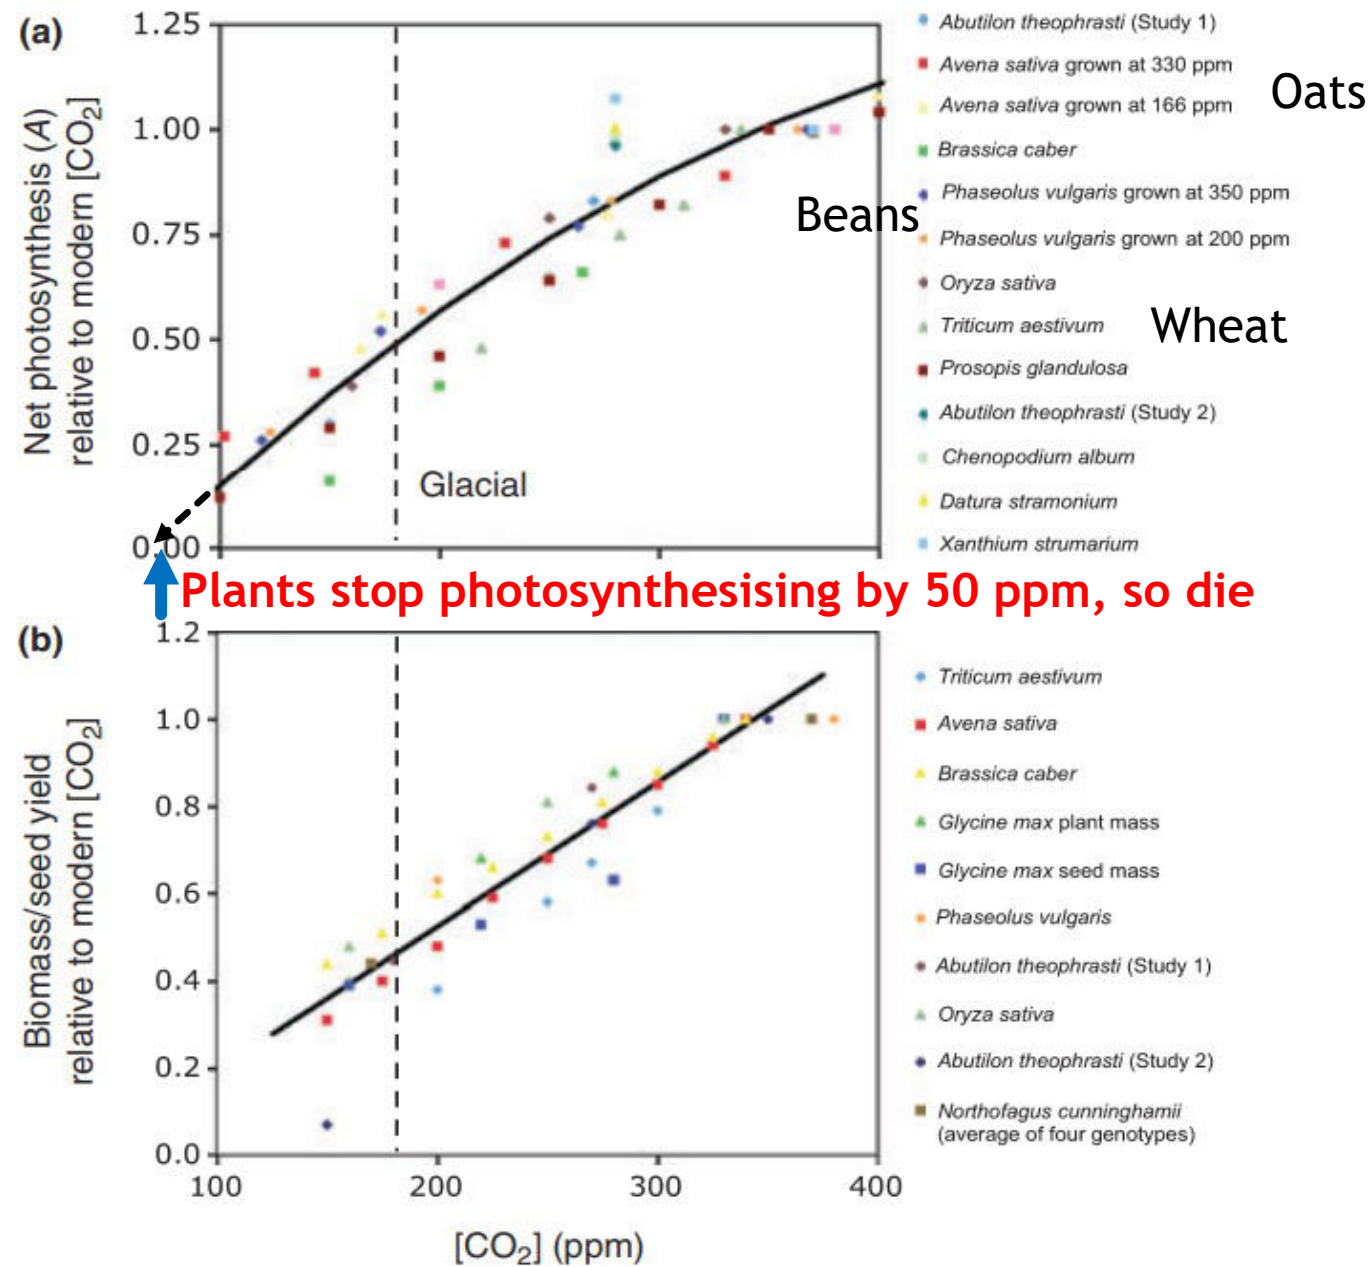 (a)
Net photosynthesis (A)
relative to modern [CO₂]
1.25
1.00
0.75
0.50
0.25
0.00
Glacial
Abutilon theophrasti (Study 1)
Avena sativa grown at 330 ppm
Oats
Avena sativa grown at 166 ppm
Brassica caber
Phaseolus vulgaris grown at 350 ppm
Beans
Phaseolus vulgaris grown at 200 ppm
Oryza sativa
Triticum aestivum
Wheat
Prosopis glandulosa
Abutilon theophrasti (Study 2)
Chenopodium album
Datura stramonium
Xanthium strumarium
Plants stop photosynthesising by 50 ppm, so die
(b)
Biomass/seed yield
relative to modern [CO₂]
1.2
1.0
0.8
0.6
0.4
0.2
0.0
100 200 300 400
[CO₂] (ppm)
Triticum aestivum
Avena sativa
Brassica caber
Glycine max plant mass
Glycine max seed mass
Phaseolus vulgaris
Abutilon theophrasti (Study 1)
Oryza sativa
Abutilon theophrasti (Study 2)
Northofagus cunninghamii
(average of four genotypes)